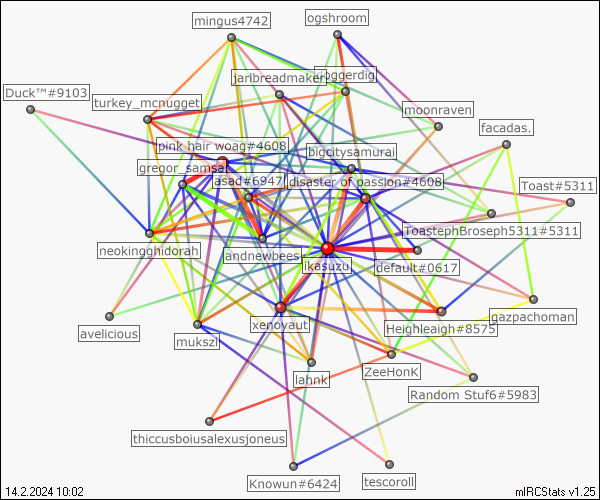 mingus4742
ogshroom
jarlbreadmaker
roggerdig
Duck™#9103
turkey_mcnugget
moonraven
facadas.
pink hair woag#4608
bigcitysamurai
gregor_samsa
asad#6947
disaster of passion#4608
Toast#5311
ToastephBroseph5311#5311
neokingghidorah
andnewbees
ikasuzu
default#0617
avelicious
mukszi
xenoyaut
Heighleaigh#8575
gazpachoman
lahnk
ZeeHonK
Random Stuf6#5983
thiccusboiusalexusjoneus
Knowun#6424
tescoroll
14.2.2024 10:02
mIRCStats v1.25